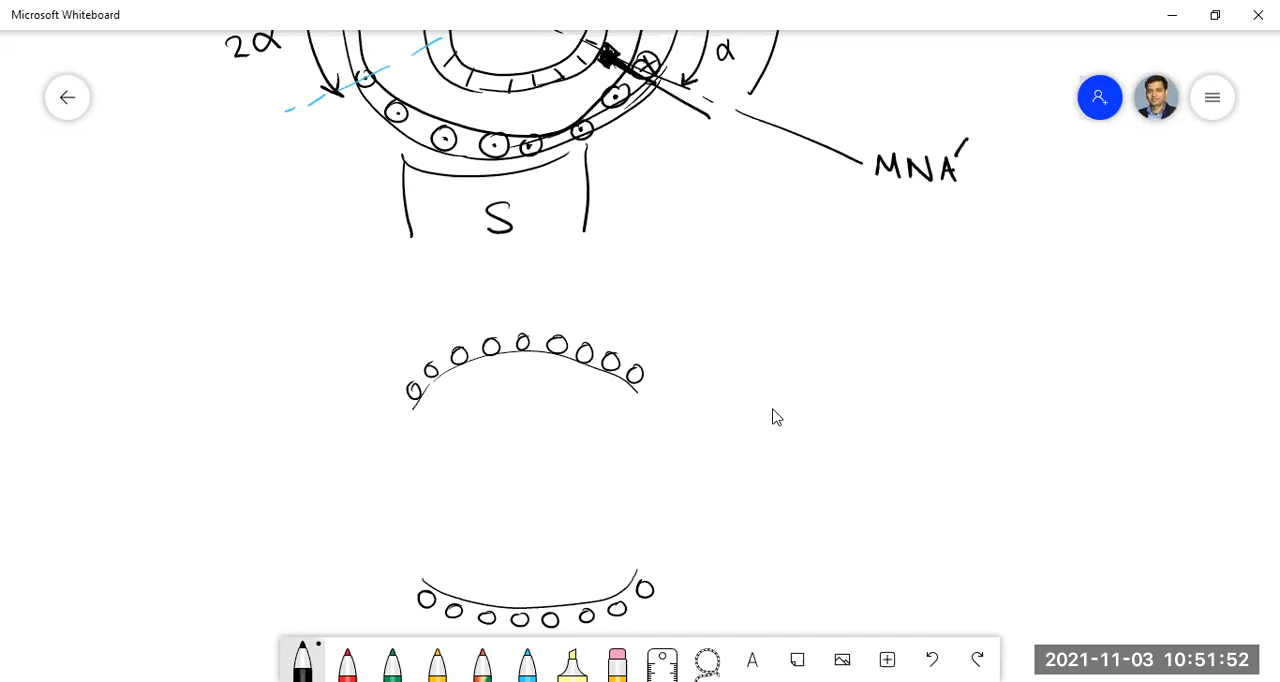 Microsoft Whiteboard
2α
α
MNA′
S
A
2021-11-03 10:51:52